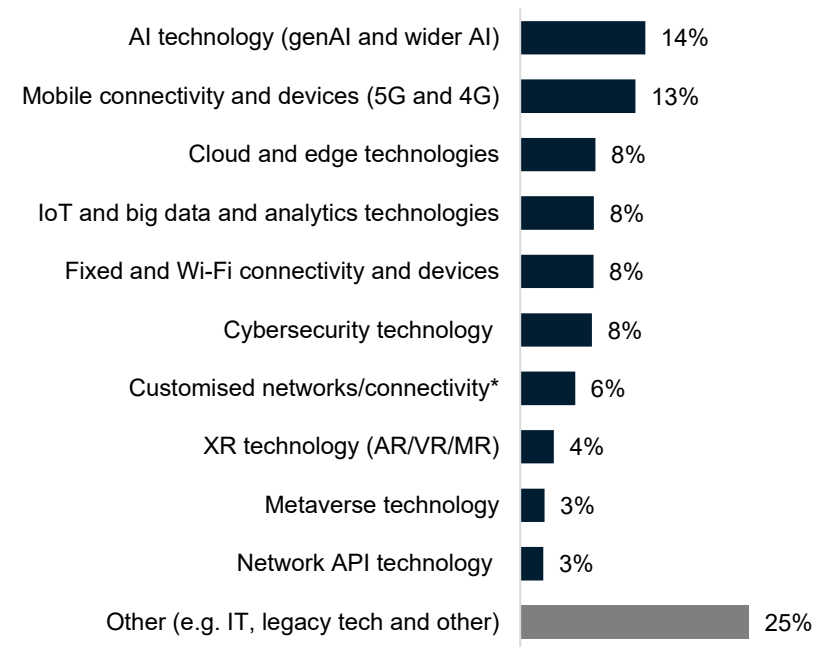 AI technology (genAI and wider AI) 14%
Mobile connectivity and devices (5G and 4G) 13%
Cloud and edge technologies 8%
IoT and big data and analytics technologies 8%
Fixed and Wi-Fi connectivity and devices 8%
Cybersecurity technology 8%
Customised networks/connectivity* 6%
XR technology (AR/VR/MR) 4%
Metaverse technology 3%
Network API technology 3%
Other (e.g. IT, legacy tech and other) 25%